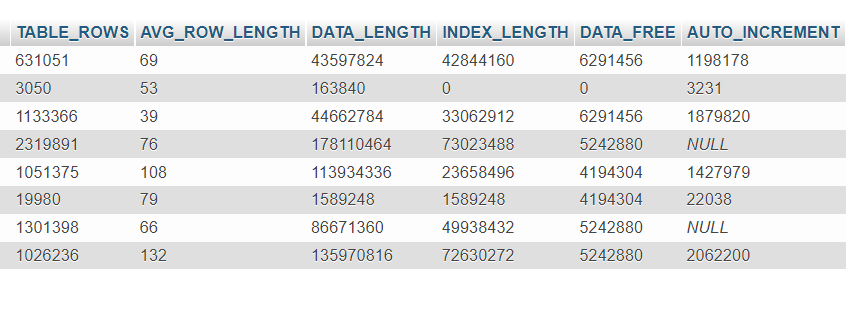 TABLE_ROWS AVG_ROW_LENGTH DATA_LENGTH INDEX_LENGTH DATA_FREE AUTO_INCREMENT
631051 69 43597824 42844160 6291456 1198178
3050 53 163840 0 0 3231
1133366 39 44662784 33062912 6291456 1879820
2319891 76 178110464 73023488 5242880 NULL
1051375 108 113934336 23658496 4194304 1427979
19980 79 1589248 1589248 4194304 22038
1301398 66 86671360 49938432 5242880 NULL
1026236 132 135970816 72630272 5242880 2062200